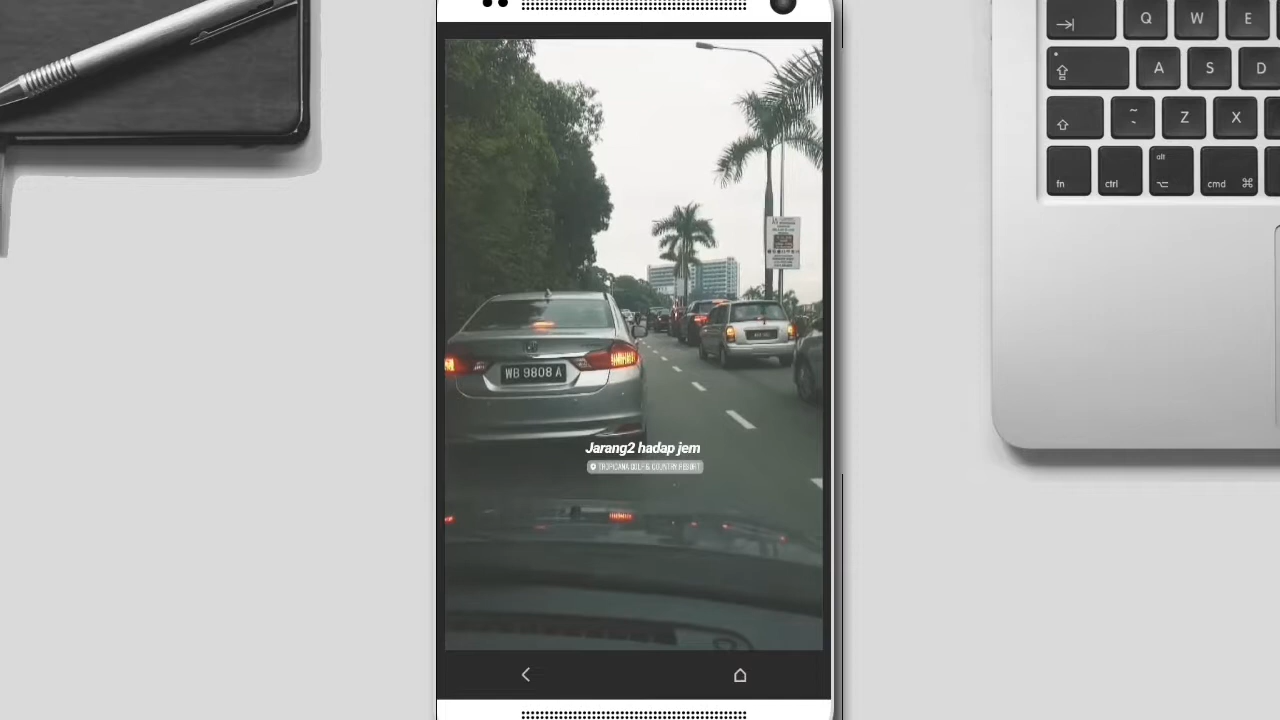 Jarang2 hadap jem
TROPICANA GOLF & COUNTRY RESORT
WB 9808 A
Q W E
A S D
~ Z X
fn ctrl alt cmd